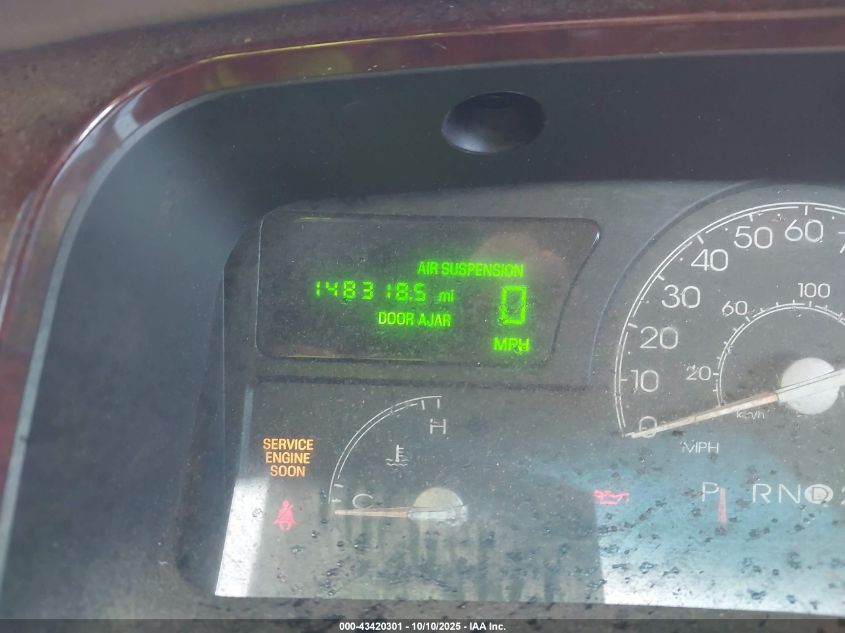 AIR SUSPENSION
148318.5 mi
0
DOOR AJAR
MPH
0
10
20
30
40
50
60
20
60
100
km/h
MPH
H
C
SERVICE
ENGINE
SOON
P R N D 2
000-43420301 - 10/10/2025 - IAA Inc.